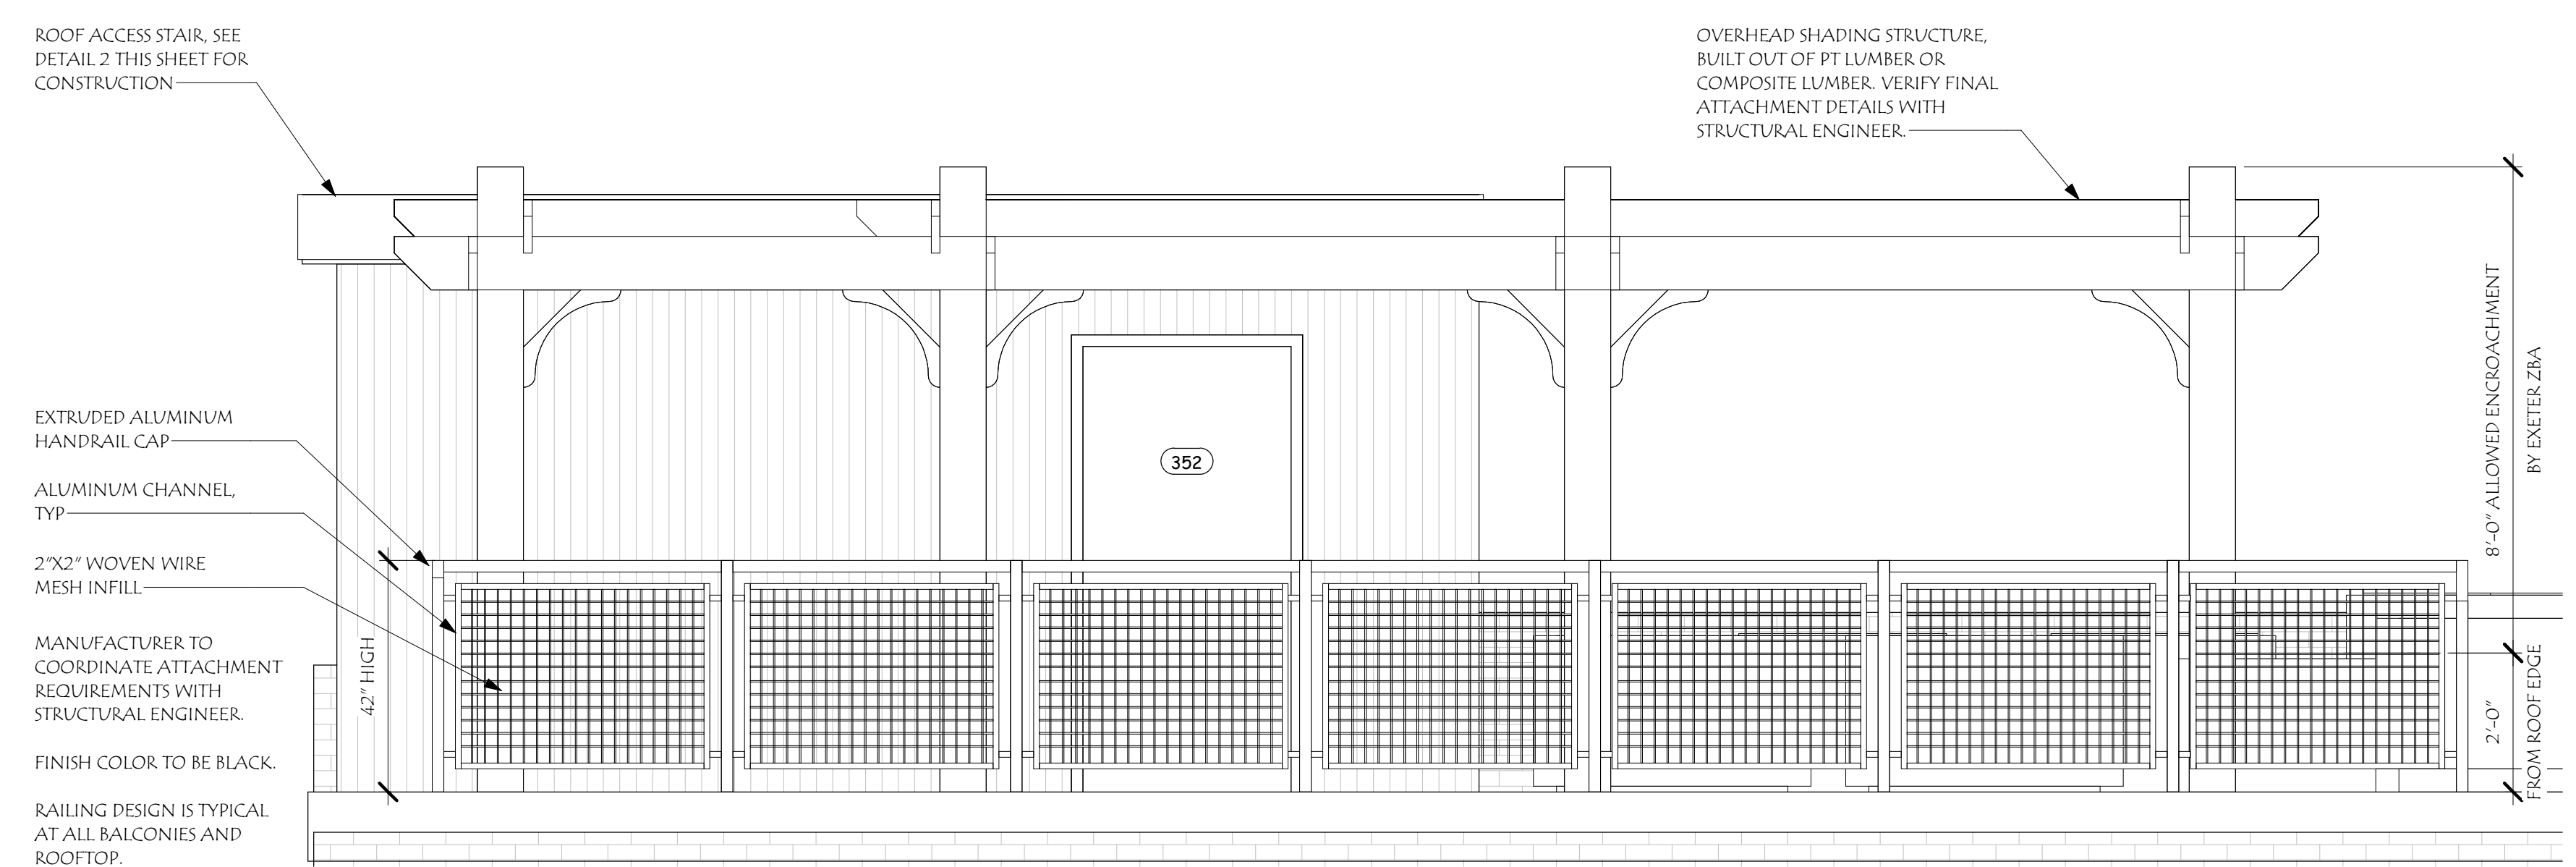 ROOF ACCESS STAIR, SEE
DETAIL 2 THIS SHEET FOR
CONSTRUCTION
OVERHEAD SHADING STRUCTURE,
BUILT OUT OF PT LUMBER OR
COMPOSITE LUMBER. VERIFY FINAL
ATTACHMENT DETAILS WITH
STRUCTURAL ENGINEER.
EXTRUDED ALUMINUM
HANDRAIL CAP
ALUMINUM CHANNEL,
TYP
2"X2" WOVEN WIRE
MESH INFILL
MANUFACTURER TO
COORDINATE ATTACHMENT
REQUIREMENTS WITH
STRUCTURAL ENGINEER.
FINISH COLOR TO BE BLACK.
RAILING DESIGN IS TYPICAL
AT ALL BALCONIES AND
ROOFTOP.
42" HIGH
352
8'-0" ALLOWED ENCROACHMENT
BY EXETER ZBA
2'-0"
FROM ROOF EDGE